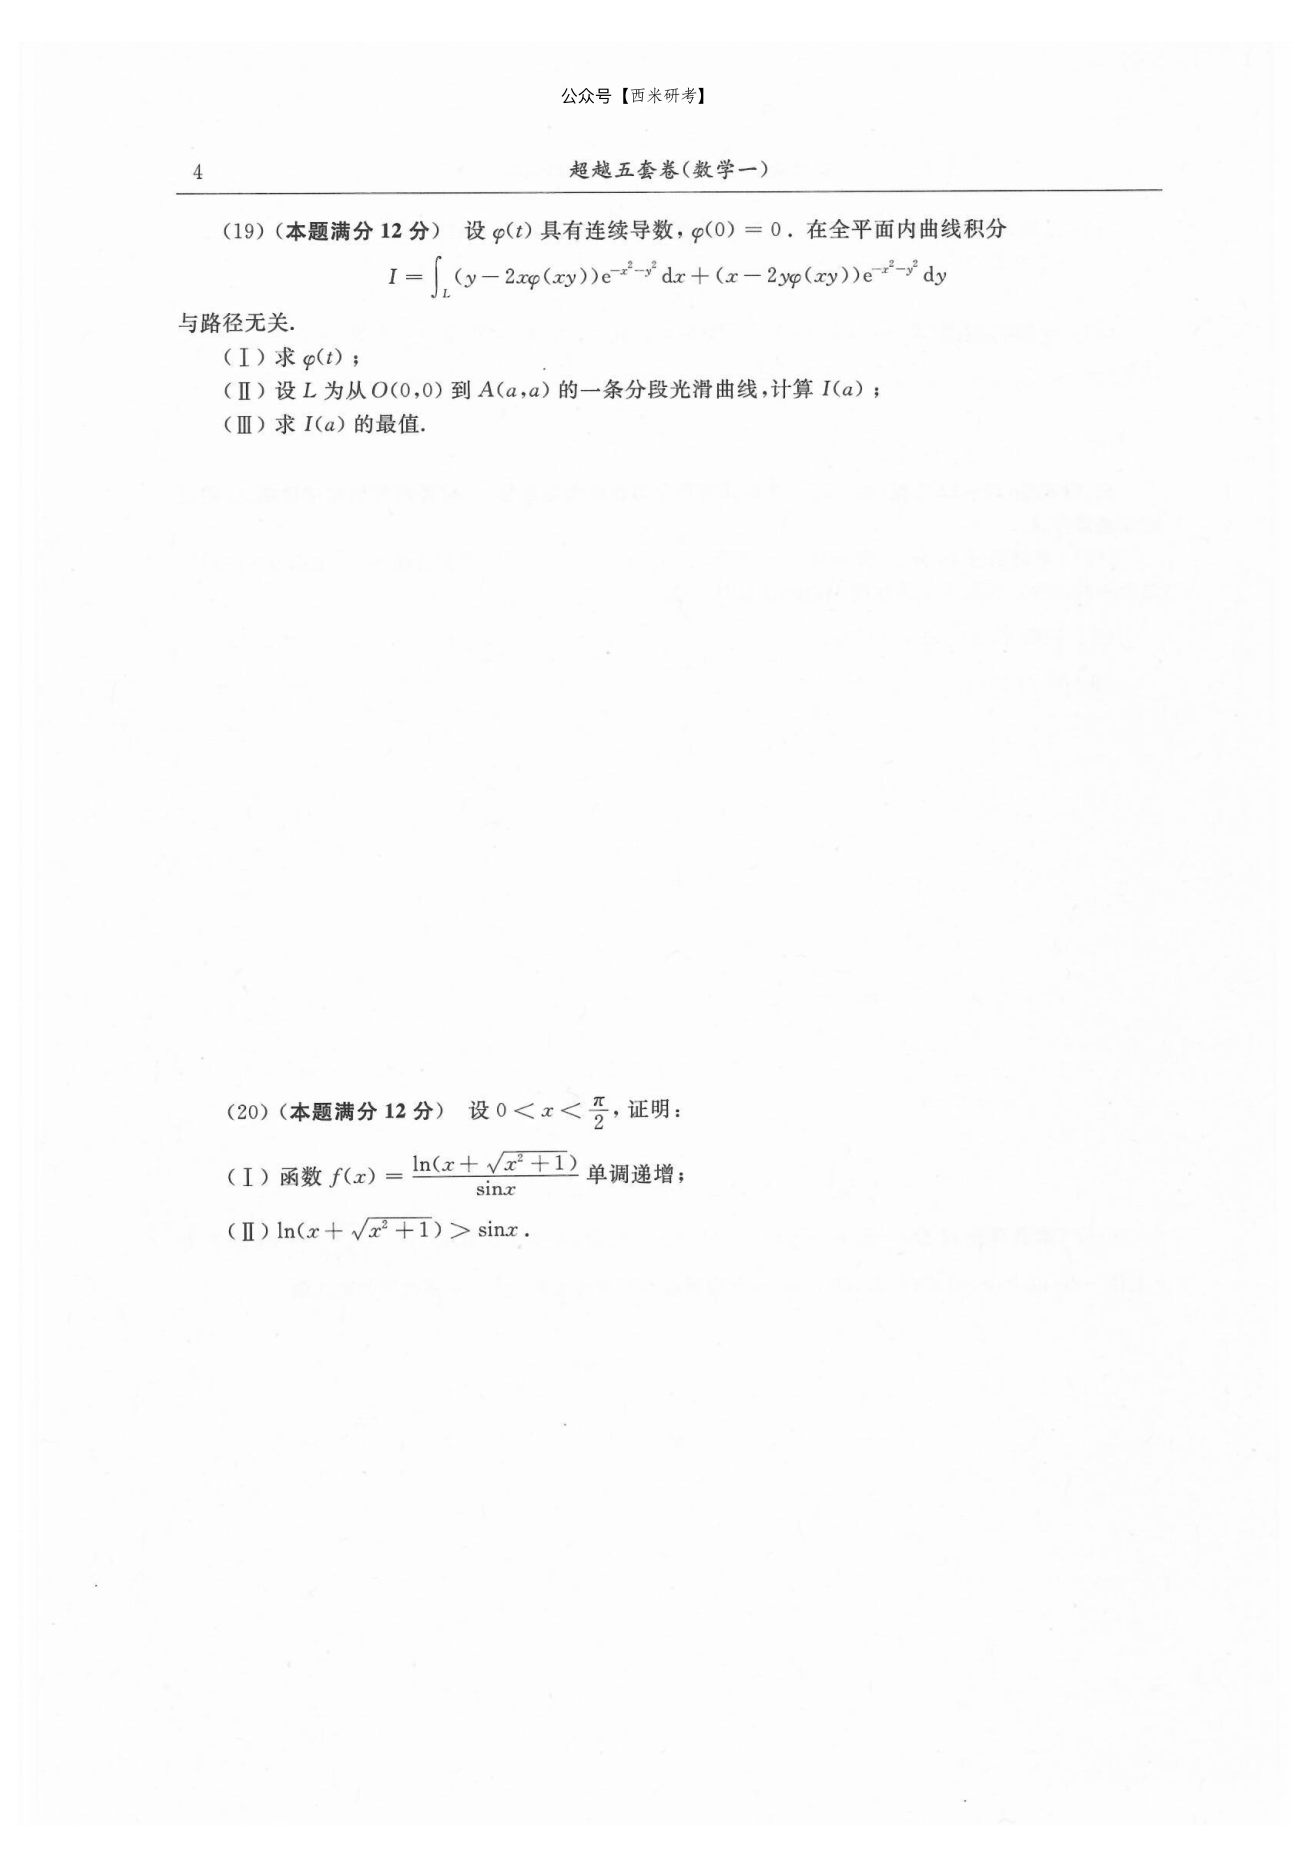 公众号【西米研考】
4 超越五套卷(数学一)
(19)(本题满分 12 分) 设 φ(t) 具有连续导数, φ(0) = 0. 在全平面内曲线积分
I = ∫_L (y − 2xφ(xy))e^{−x²−y²} dx + (x − 2yφ(xy))e^{−x²−y²} dy
与路径无关.
(Ⅰ) 求 φ(t);
(Ⅱ) 设 L 为从 O(0,0) 到 A(a,a) 的一条分段光滑曲线,计算 I(a);
(Ⅲ) 求 I(a) 的最值.
(20)(本题满分 12 分) 设 0 < x < π/2, 证明:
(Ⅰ) 函数 f(x) = ln(x + √(x² + 1)) / sinx 单调递增;
(Ⅱ) ln(x + √(x² + 1)) > sinx.